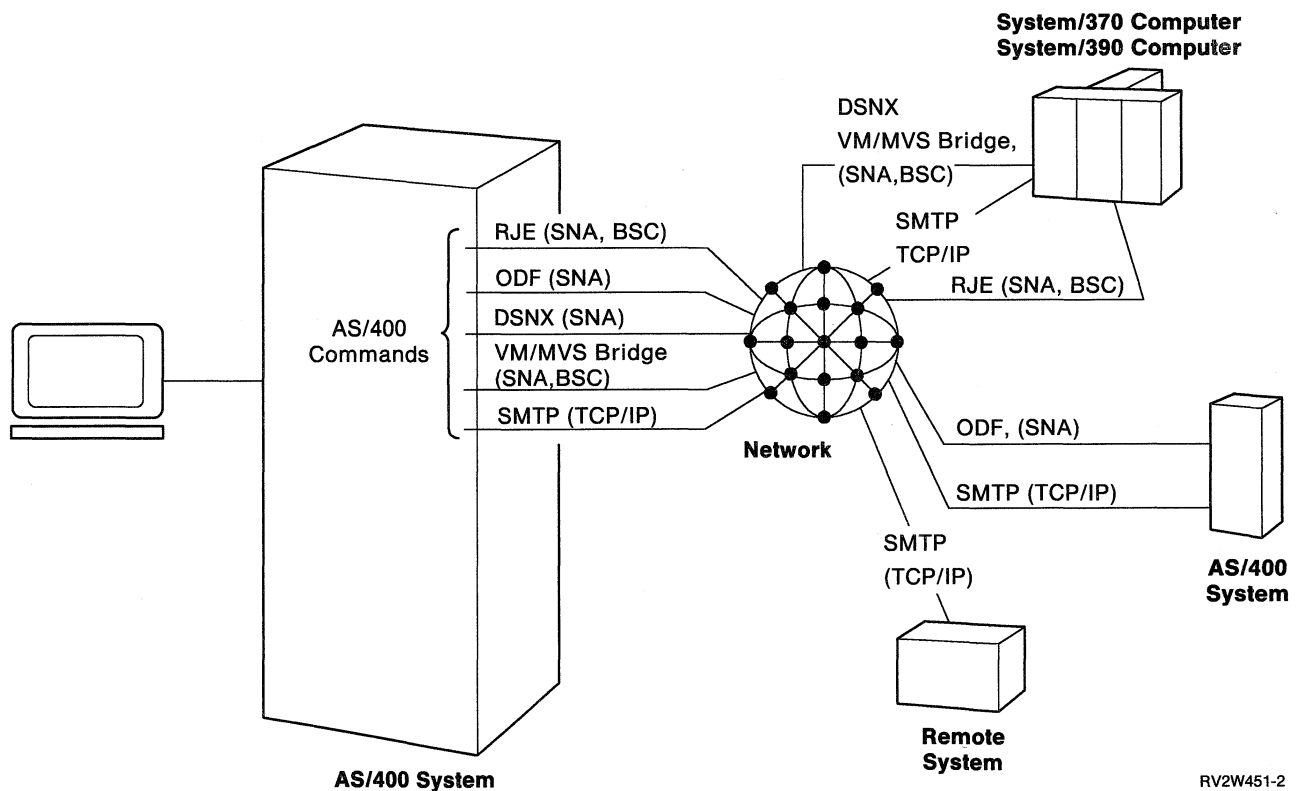 System/370 Computer
System/390 Computer
DSNX
VM/MVS Bridge,
(SNA,BSC)
SMTP
TCP/IP
RJE (SNA, BSC)
RJE (SNA, BSC)
ODF (SNA)
DSNX (SNA)
VM/MVS Bridge
(SNA,BSC)
SMTP (TCP/IP)
AS/400
Commands
Network
ODF, (SNA)
SMTP (TCP/IP)
SMTP
(TCP/IP)
AS/400
System
Remote
System
AS/400 System
RV2W451-2